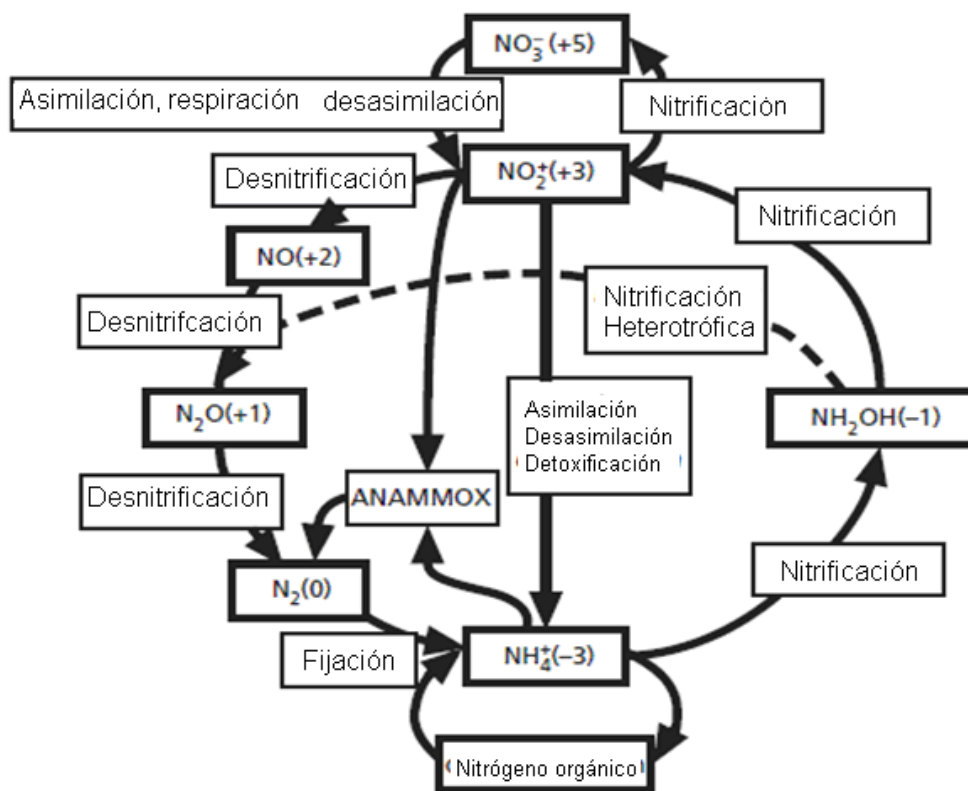 NO₃⁻(+5)
Asimilación, respiración desasimilación
Nitrificación
NO₂⁺(+3)
Desnitrificación
Nitrificación
NO(+2)
Nitrificación
Heterotrófica
Desnitrifcación
N₂O(+1)
Asimilación
Desasimilación
Detoxificación
NH₂OH(−1)
Desnitrificación
ANAMMOX
N₂(0)
Nitrificación
Fijación
NH₄⁺(−3)
Nitrógeno orgánico